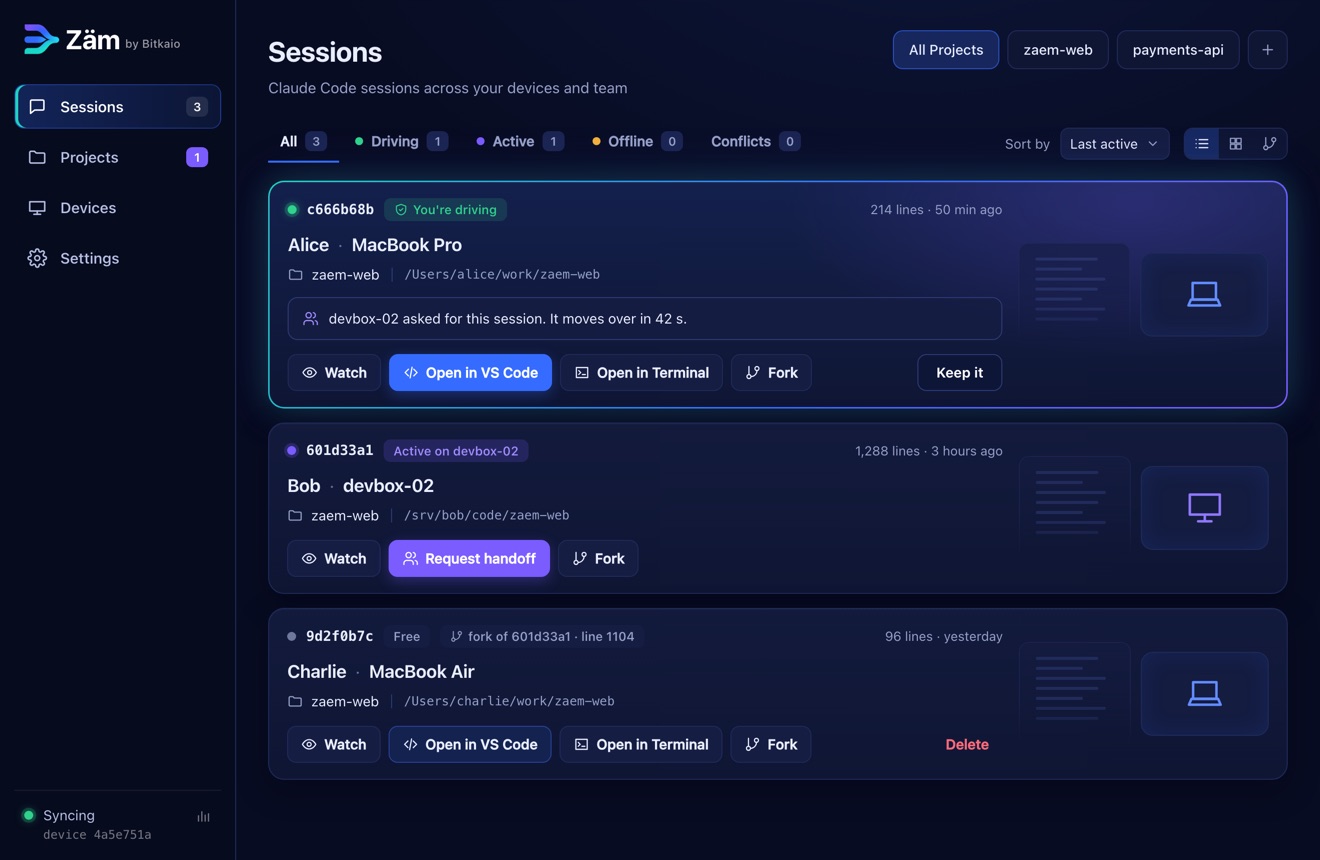 Zäm by Bitkaio
Sessions 3
Projects 1
Devices
Settings
Syncing
device 4a5e751a
Sessions
Claude Code sessions across your devices and team
All Projects zaem-web payments-api +
All 3 Driving 1 Active 1 Offline 0 Conflicts 0
Sort by Last active
c666b68b You're driving 214 lines · 50 min ago
Alice · MacBook Pro
zaem-web /Users/alice/work/zaem-web
devbox-02 asked for this session. It moves over in 42 s.
Watch Open in VS Code Open in Terminal Fork Keep it
601d33a1 Active on devbox-02 1,288 lines · 3 hours ago
Bob · devbox-02
zaem-web /srv/bob/code/zaem-web
Watch Request handoff Fork
9d2f0b7c Free fork of 601d33a1 · line 1104 96 lines · yesterday
Charlie · MacBook Air
zaem-web /Users/charlie/work/zaem-web
Watch Open in VS Code Open in Terminal Fork Delete